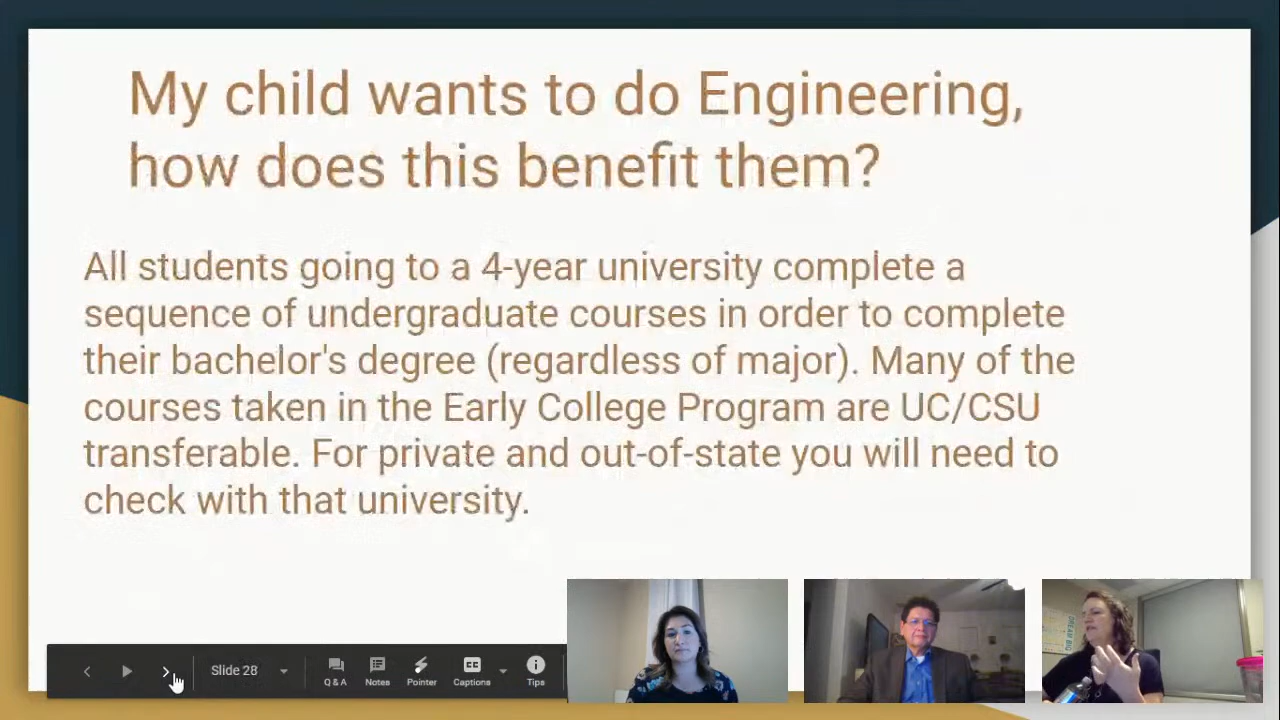 My child wants to do Engineering,
how does this benefit them?
All students going to a 4-year university complete a
sequence of undergraduate courses in order to complete
their bachelor's degree (regardless of major). Many of the
courses taken in the Early College Program are UC/CSU
transferable. For private and out-of-state you will need to
check with that university.
Slide 28
Q & A
Notes
Pointer
Captions
Tips
CC
DREAM BIG